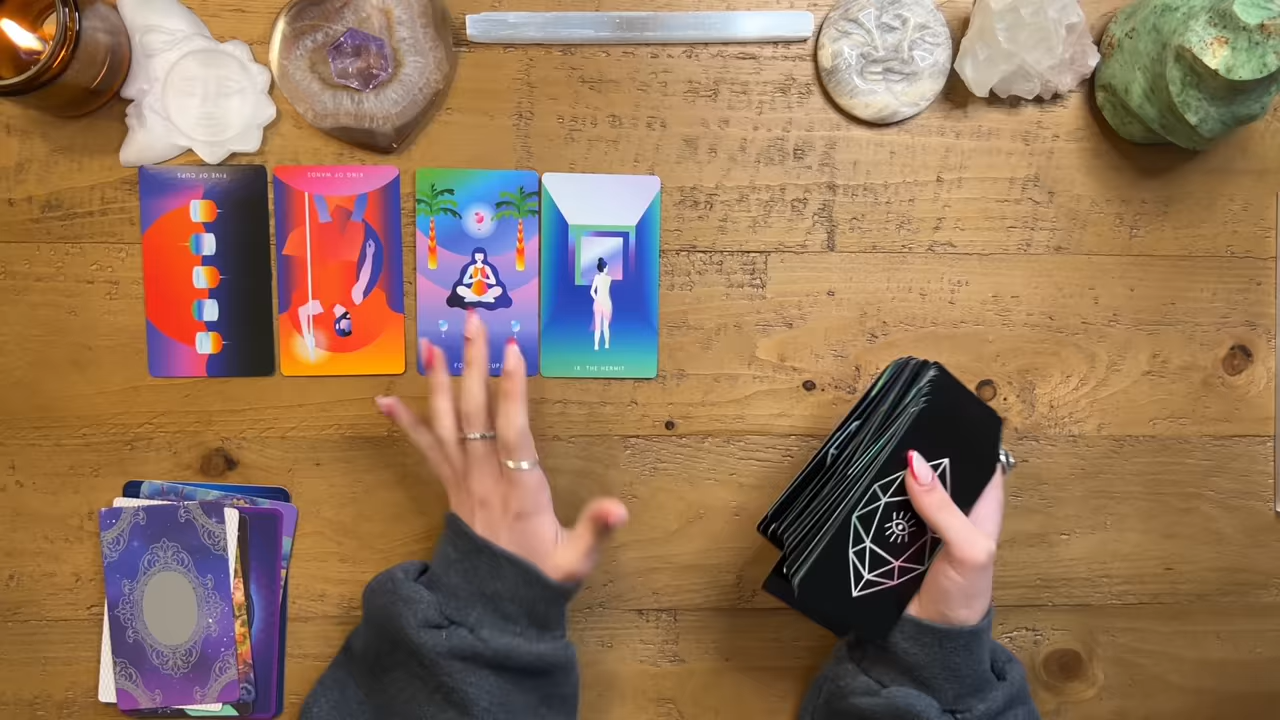 FIVE OF CUPS
KING OF WANDS
IX. THE HERMIT